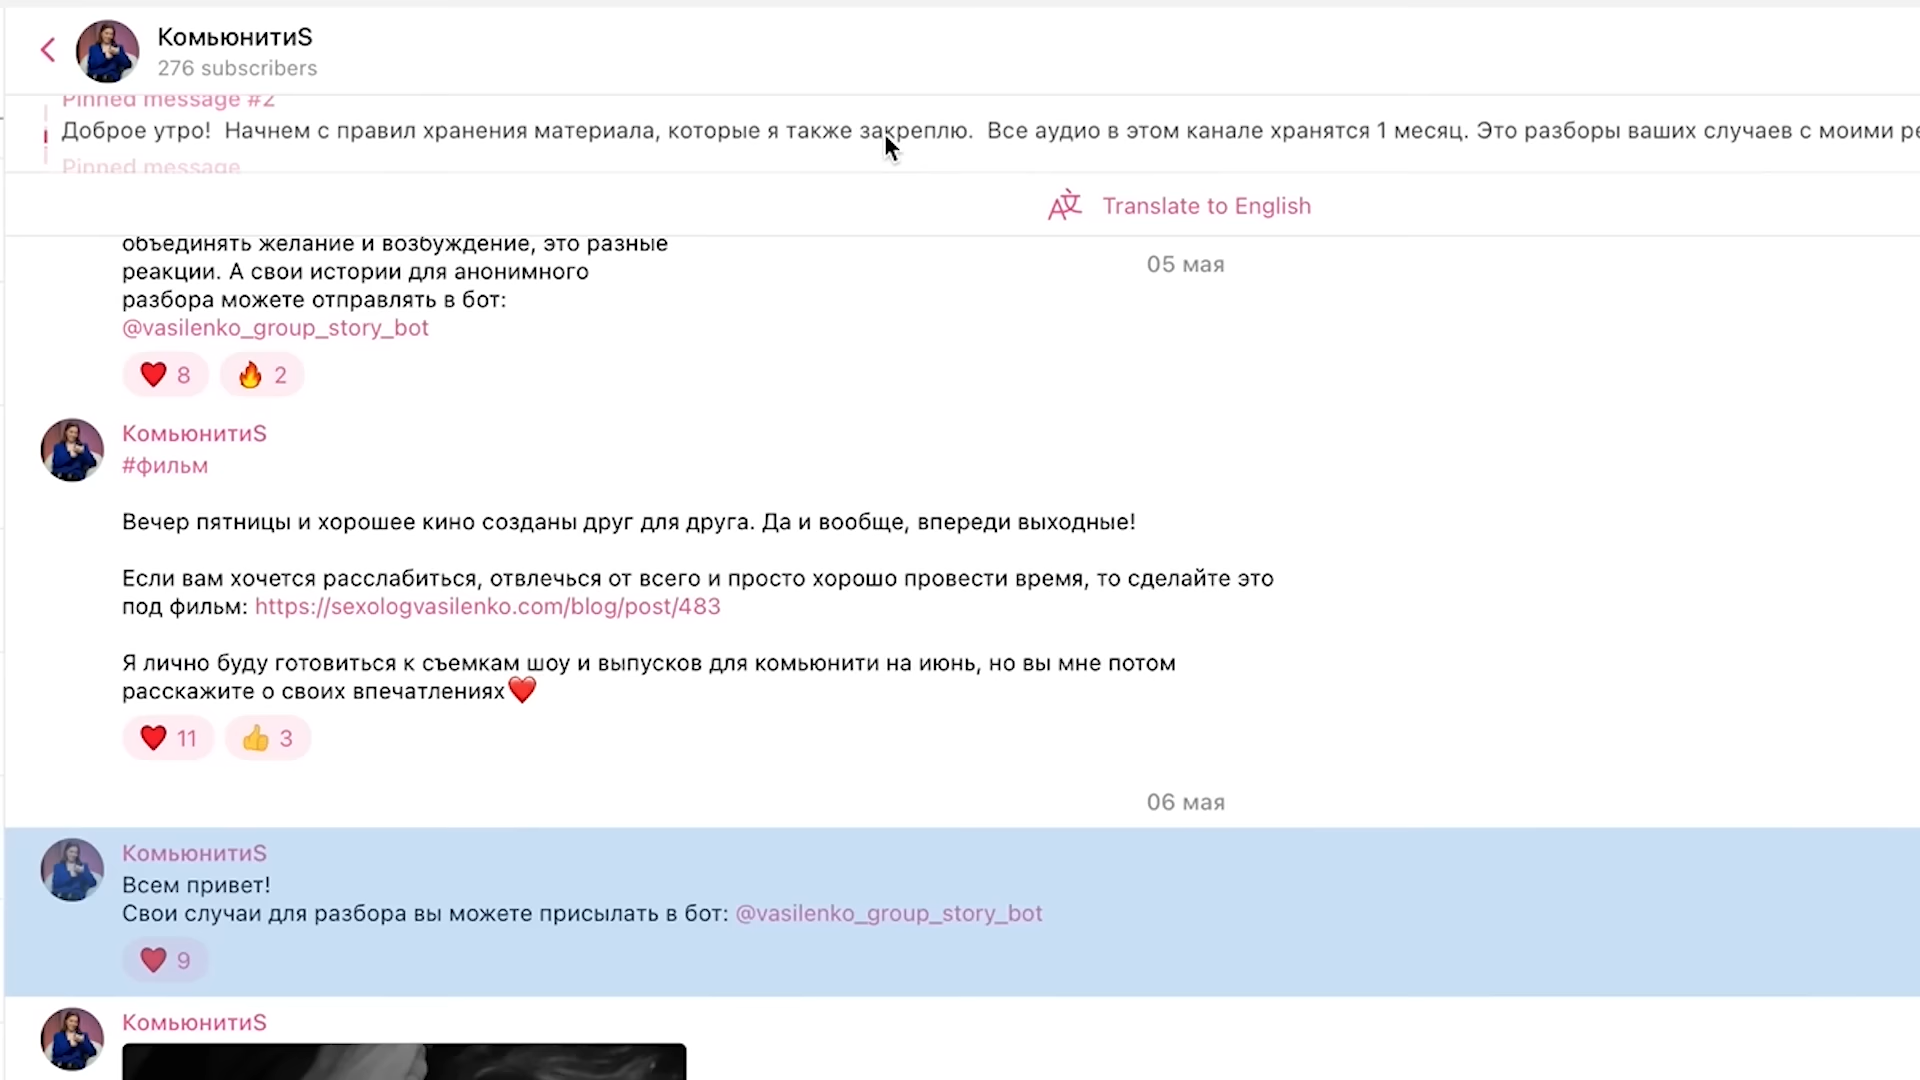 КомьюнитиS
276 subscribers
Pinned message #2
Доброе утро! Начнем с правил хранения материала, которые я также закреплю. Все аудио в этом канале хранятся 1 месяц. Это разборы ваших случаев с моими ре
Pinned message
Translate to English
объединять желание и возбуждение, это разные
реакции. А свои истории для анонимного
разбора можете отправлять в бот:
@vasilenko_group_story_bot
8 2
05 мая
КомьюнитиS
#фильм
Вечер пятницы и хорошее кино созданы друг для друга. Да и вообще, впереди выходные!
Если вам хочется расслабиться, отвлечься от всего и просто хорошо провести время, то сделайте это
под фильм: https://sexologvasilenko.com/blog/post/483
Я лично буду готовиться к съемкам шоу и выпусков для комьюнити на июнь, но вы мне потом
расскажите о своих впечатлениях❤️
11 3
06 мая
КомьюнитиS
Всем привет!
Свои случаи для разбора вы можете присылать в бот: @vasilenko_group_story_bot
9
КомьюнитиS